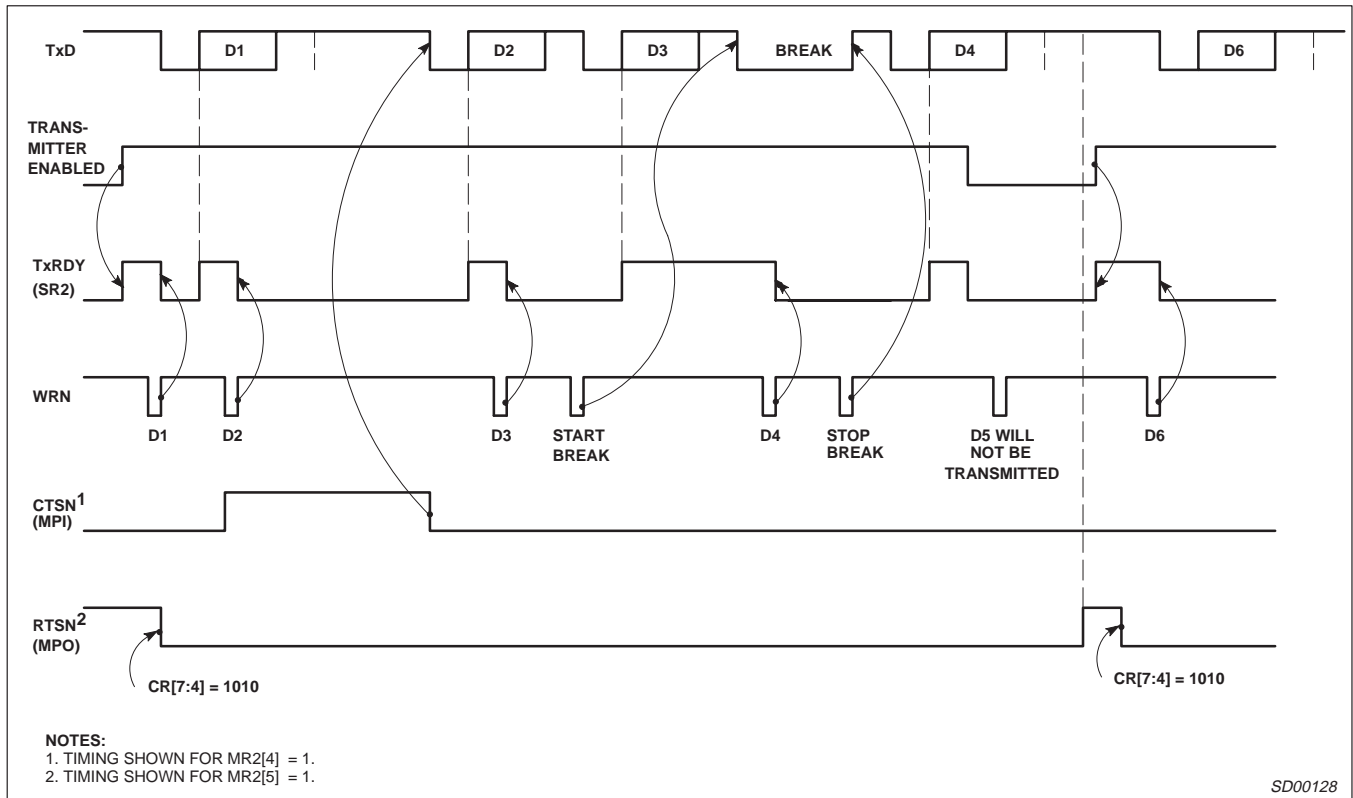 TxD
D1
D2
D3
BREAK
D4
D6
TRANS-
MITTER
ENABLED
TxRDY
(SR2)
WRN
D1
D2
D3
START
BREAK
D4
STOP
BREAK
D5 WILL
NOT BE
TRANSMITTED
D6
CTSN1
(MPI)
RTSN2
(MPO)
CR[7:4] = 1010
CR[7:4] = 1010
NOTES:
1. TIMING SHOWN FOR MR2[4] = 1.
2. TIMING SHOWN FOR MR2[5] = 1.
SD00128